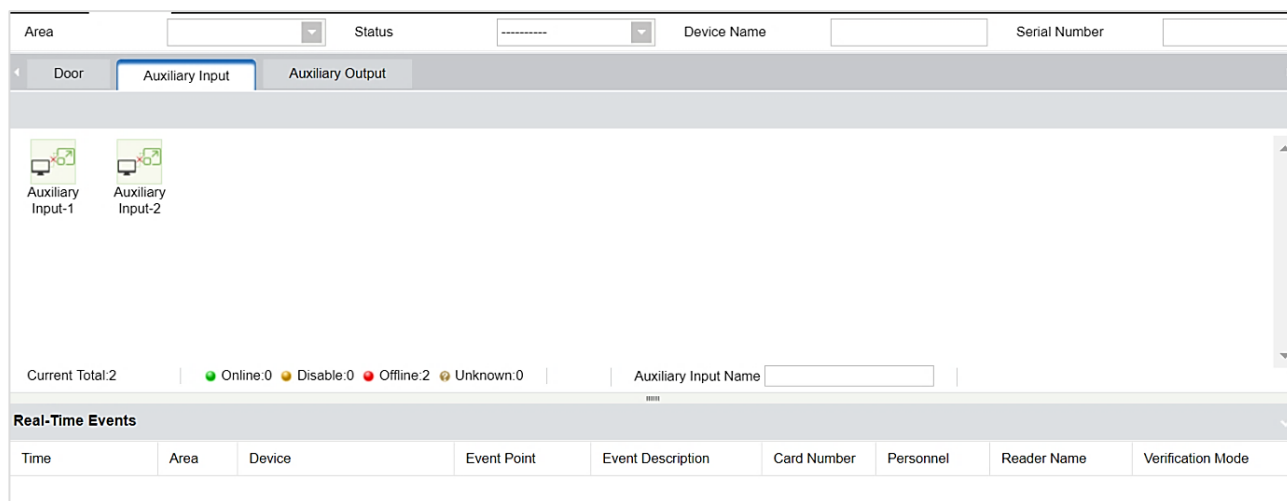 Area Status ---------- Device Name Serial Number
Door Auxiliary Input Auxiliary Output
Auxiliary Auxiliary
Input-1 Input-2
Current Total:2 Online:0 Disable:0 Offline:2 Unknown:0 Auxiliary Input Name
Real-Time Events
Time Area Device Event Point Event Description Card Number Personnel Reader Name Verification Mode